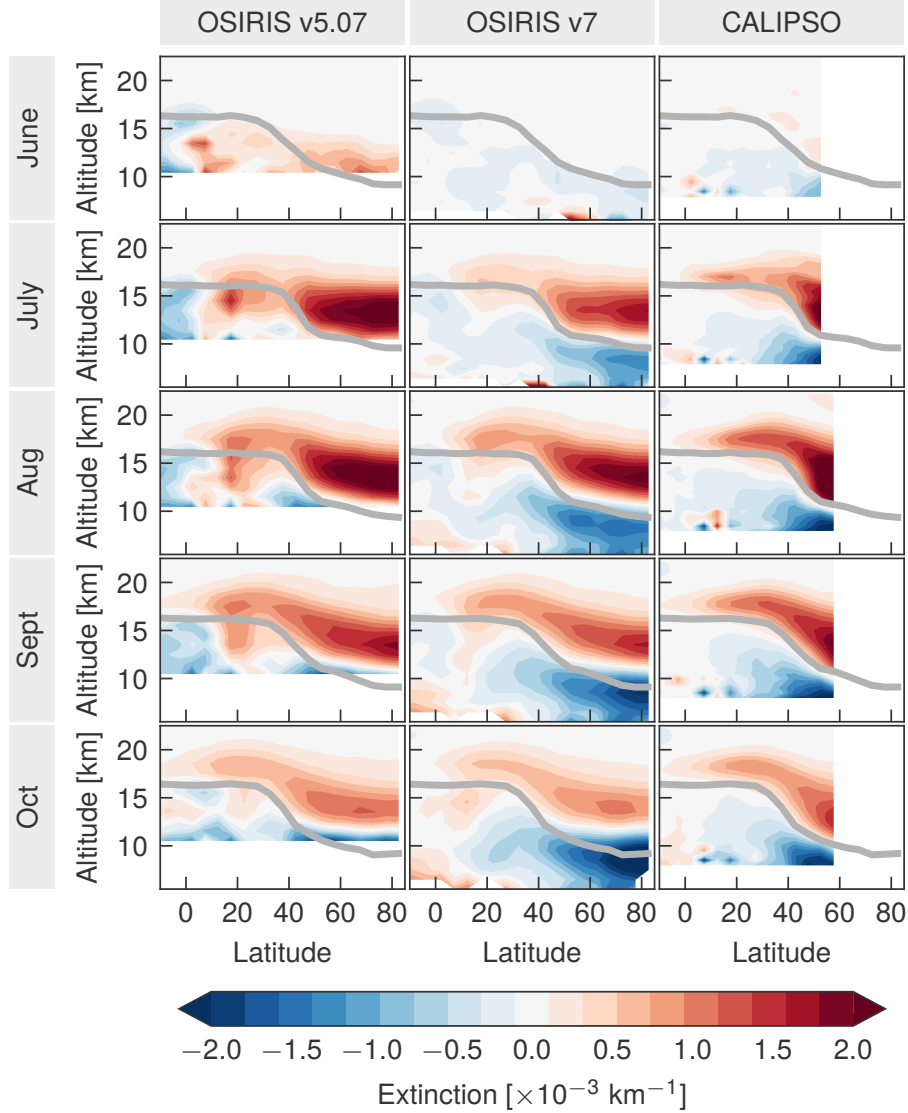 OSIRIS v5.07 OSIRIS v7 CALIPSO
June
Altitude [km]
20
15
10
July
Altitude [km]
20
15
10
Aug
Altitude [km]
20
15
10
Sept
Altitude [km]
20
15
10
Oct
Altitude [km]
20
15
10
0 20 40 60 80 0 20 40 60 80 0 20 40 60 80
Latitude Latitude Latitude
−2.0 −1.5 −1.0 −0.5 0.0 0.5 1.0 1.5 2.0
Extinction [×10⁻³ km⁻¹]